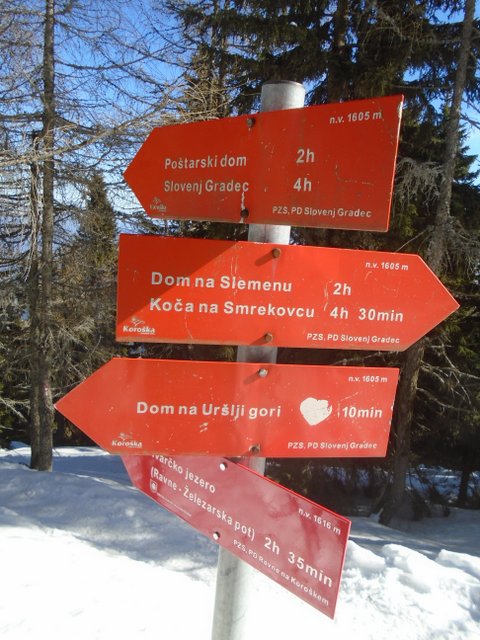 n.v. 1605 m
Poštarski dom 2h
Slovenj Gradec 4h
PZS, PD Slovenj Gradec
n.v. 1605 m
Dom na Slemenu 2h
Koča na Smrekovcu 4h 30min
Koroška
PZS, PD Slovenj Gradec
n.v. 1605 m
Dom na Uršlji gori 10min
Koroška
PZS, PD Slovenj Gradec
jezero
n.v. 1616 m
(Ravne - Železarska pot) 2h 35min
PZS, PD Ravne na Koroškem